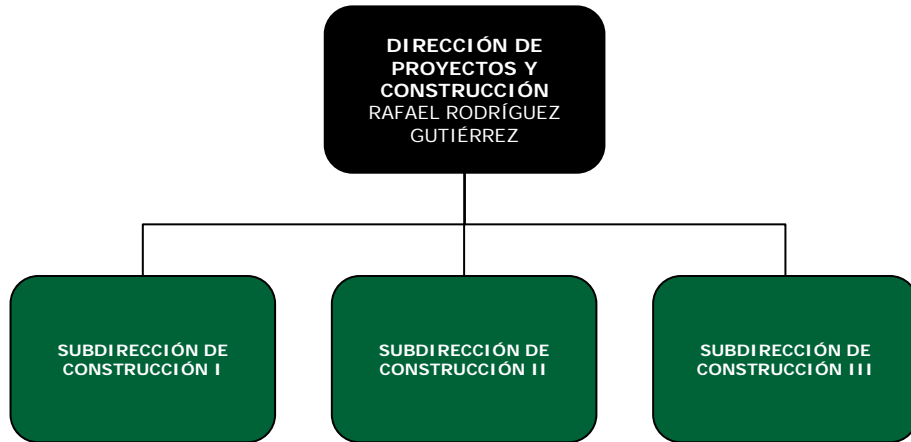 DIRECCIÓN DE
PROYECTOS Y
CONSTRUCCIÓN
RAFAEL RODRÍGUEZ
GUTIÉRREZ
SUBDIRECCIÓN DE
CONSTRUCCIÓN I
SUBDIRECCIÓN DE
CONSTRUCCIÓN II
SUBDIRECCIÓN DE
CONSTRUCCIÓN III